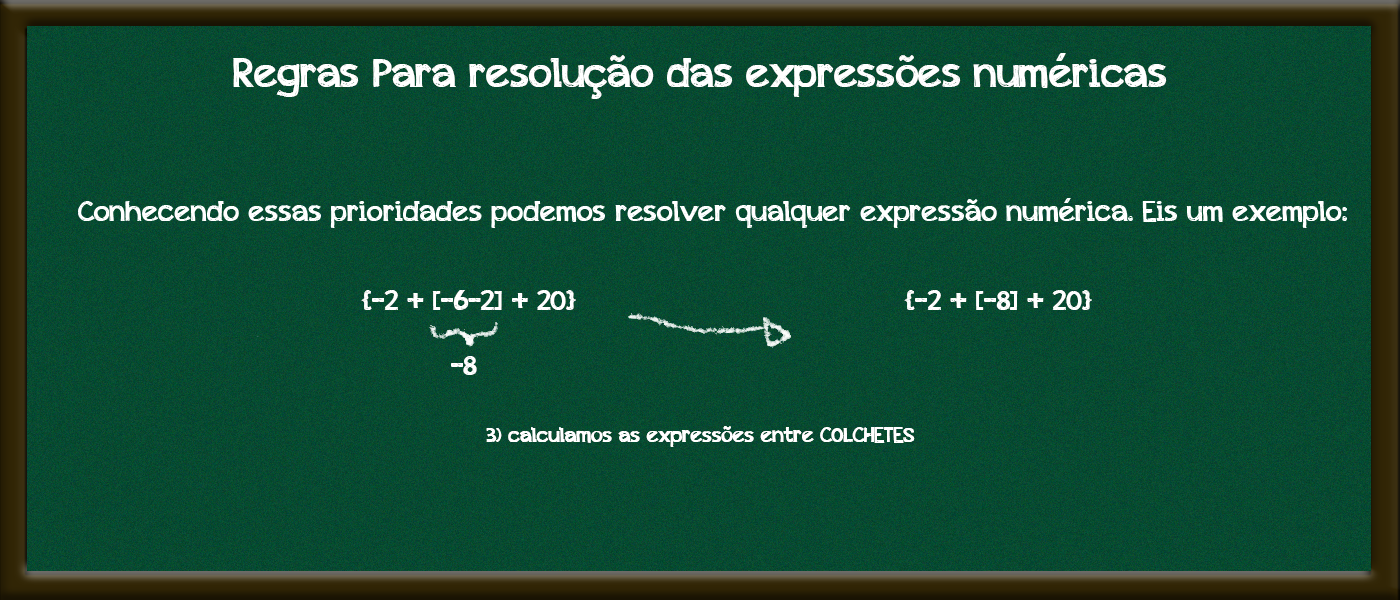 Regras Para resolução das expressões numéricas
Conhecendo essas prioridades podemos resolver qualquer expressão numérica. Eis um exemplo:
{-2 + [-6-2] + 20} {-2 + [-8] + 20}
-8
3) calculamos as expressões entre COLCHETES